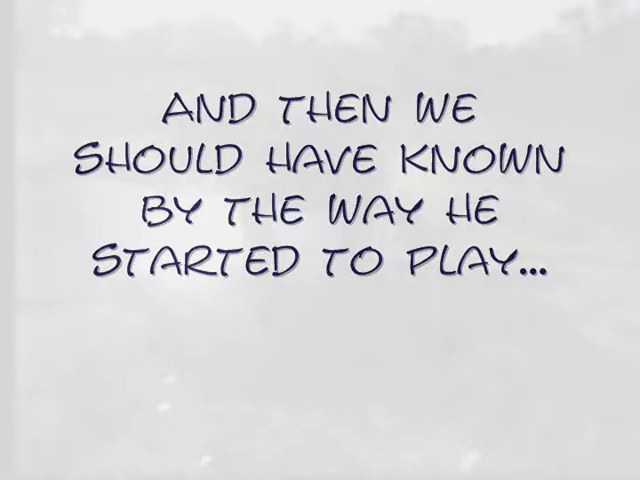 AND THEN WE
SHOULD HAVE KNOWN
BY THE WAY HE
STARTED TO PLAY...